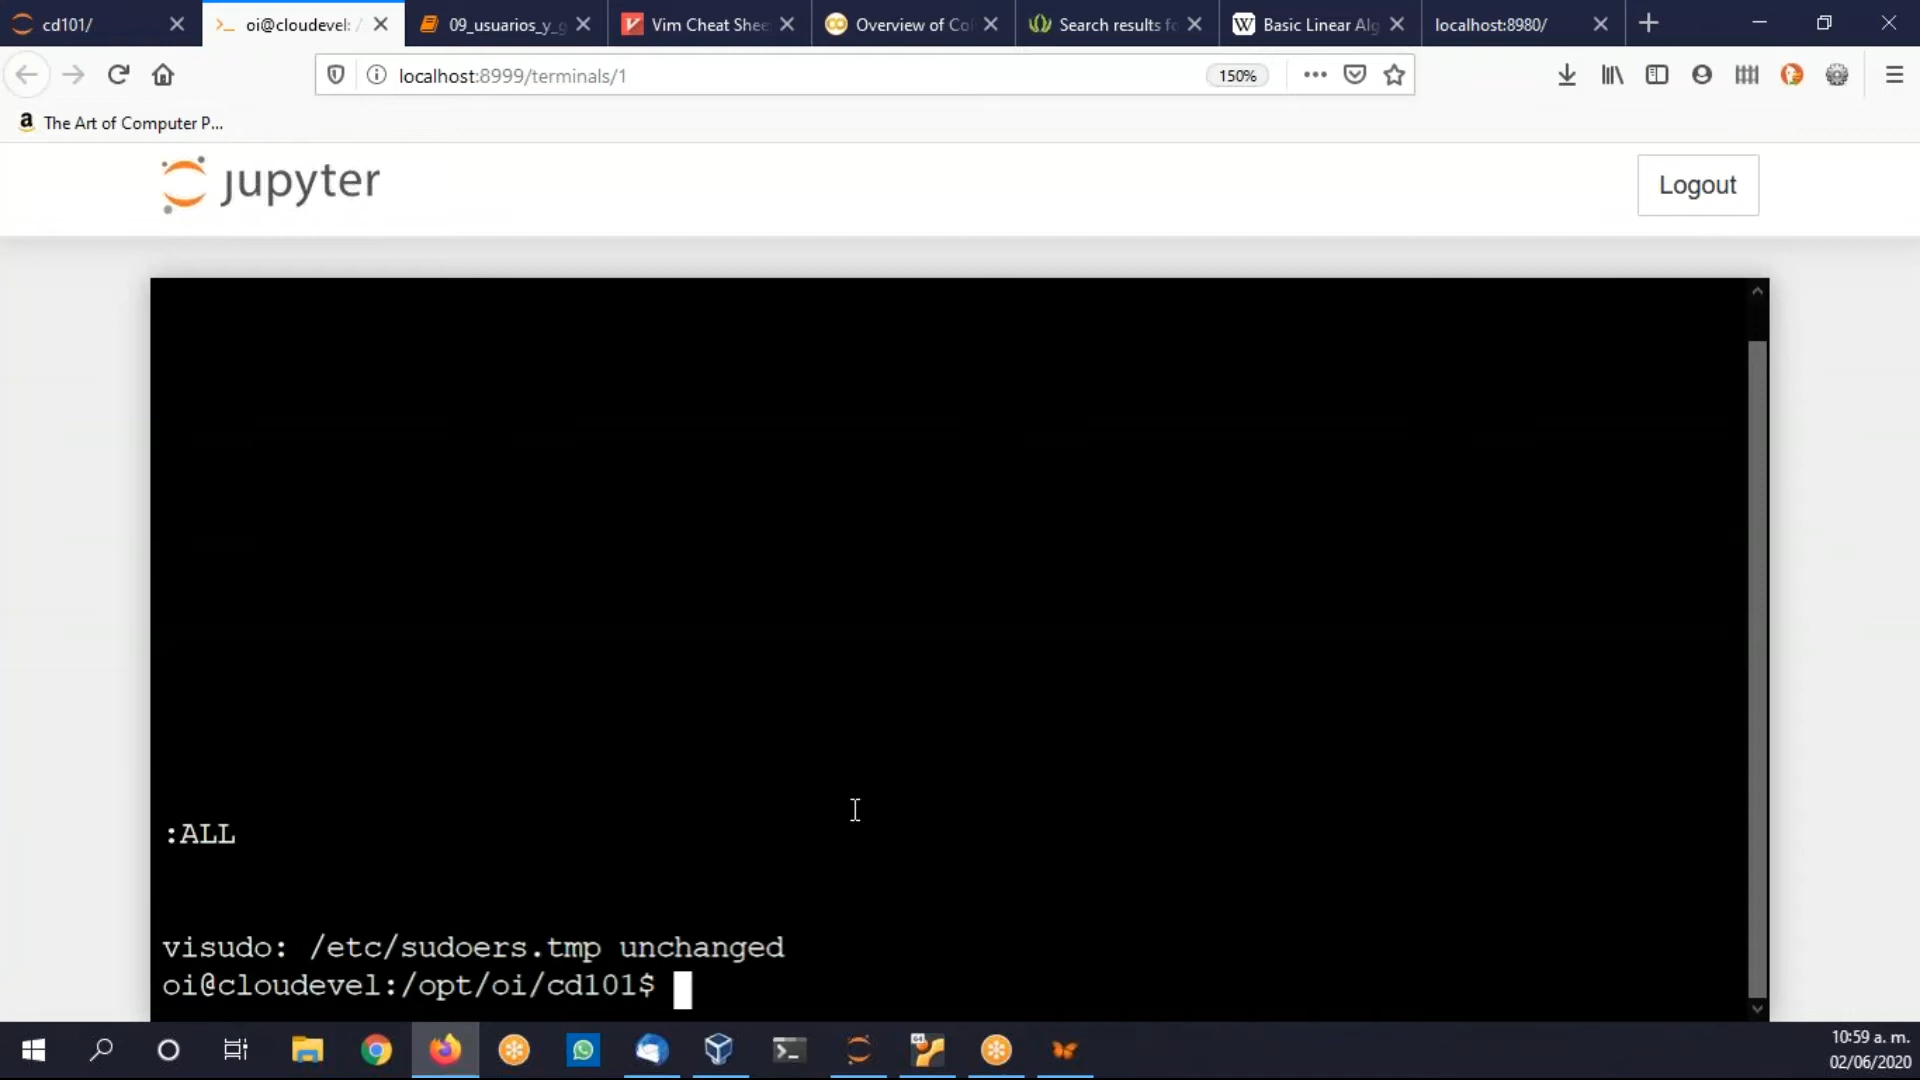 cd101/
oi@cloudevel: /
09_usuarios_y_g
Vim Cheat Shee
Overview of Co
Search results fo
Basic Linear Alg
localhost:8980/
localhost:8999/terminals/1
150%
The Art of Computer P...
jupyter
Logout
:ALL
visudo: /etc/sudoers.tmp unchanged
oi@cloudevel:/opt/oi/cd101$
10:59 a. m.
02/06/2020